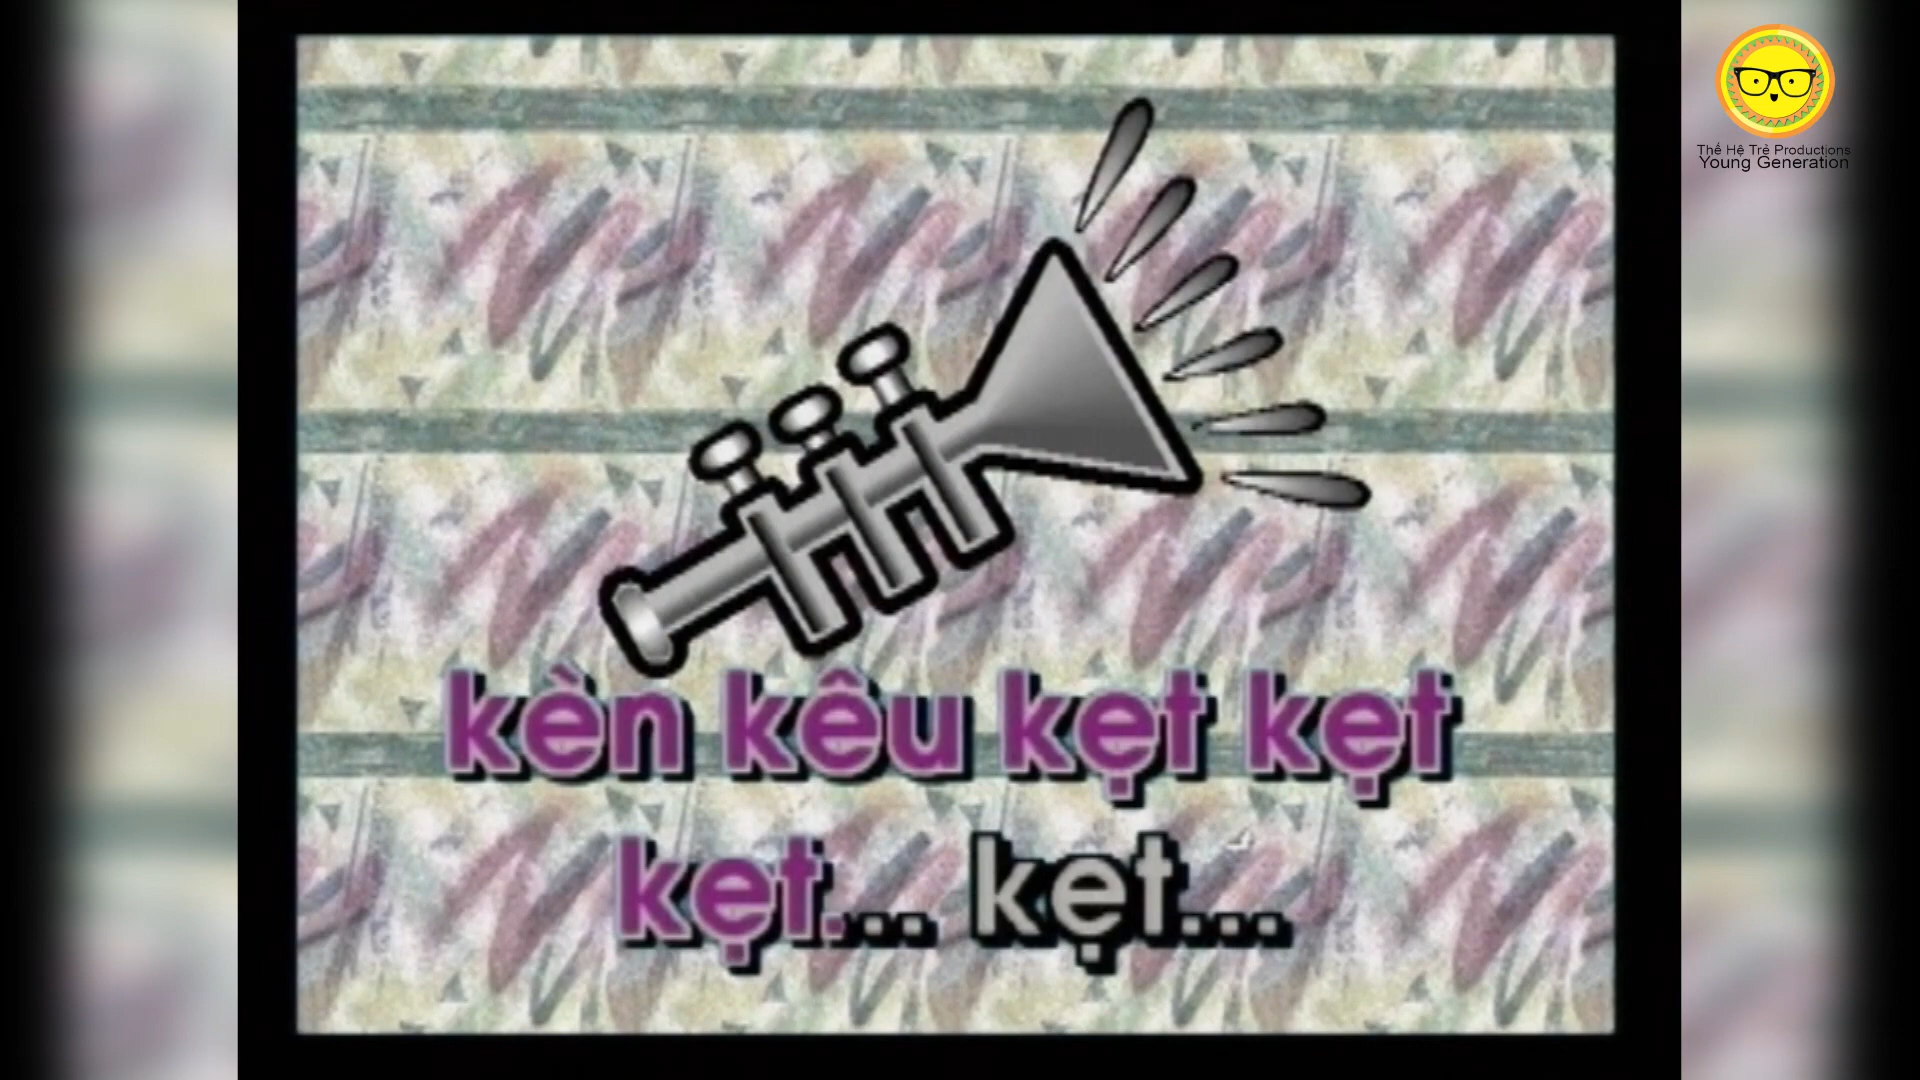 Thế Hệ Trẻ Productions
Young Generation
kèn kêu kẹt kẹt
kẹt.... kẹt...